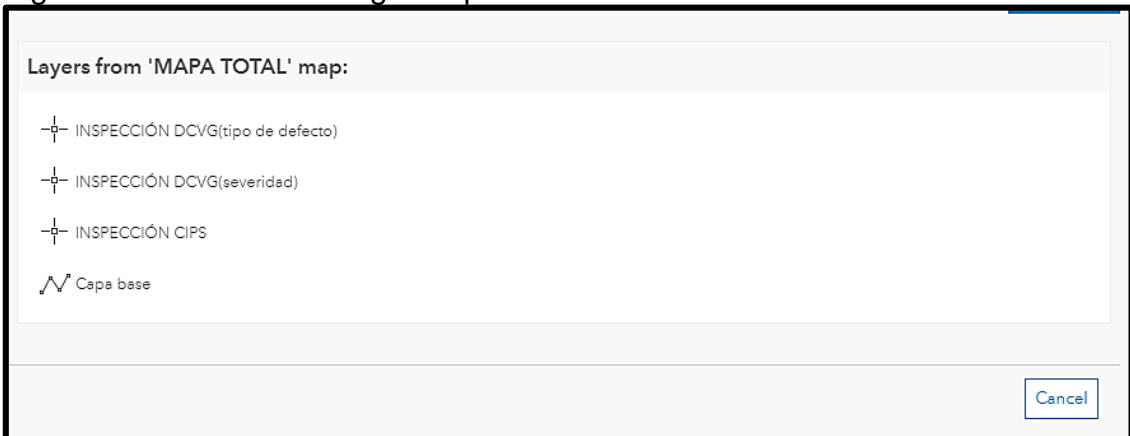 Layers from 'MAPA TOTAL' map:
INSPECCIÓN DCVG(tipo de defecto)
INSPECCIÓN DCVG(severidad)
INSPECCIÓN CIPS
Capa base
Cancel